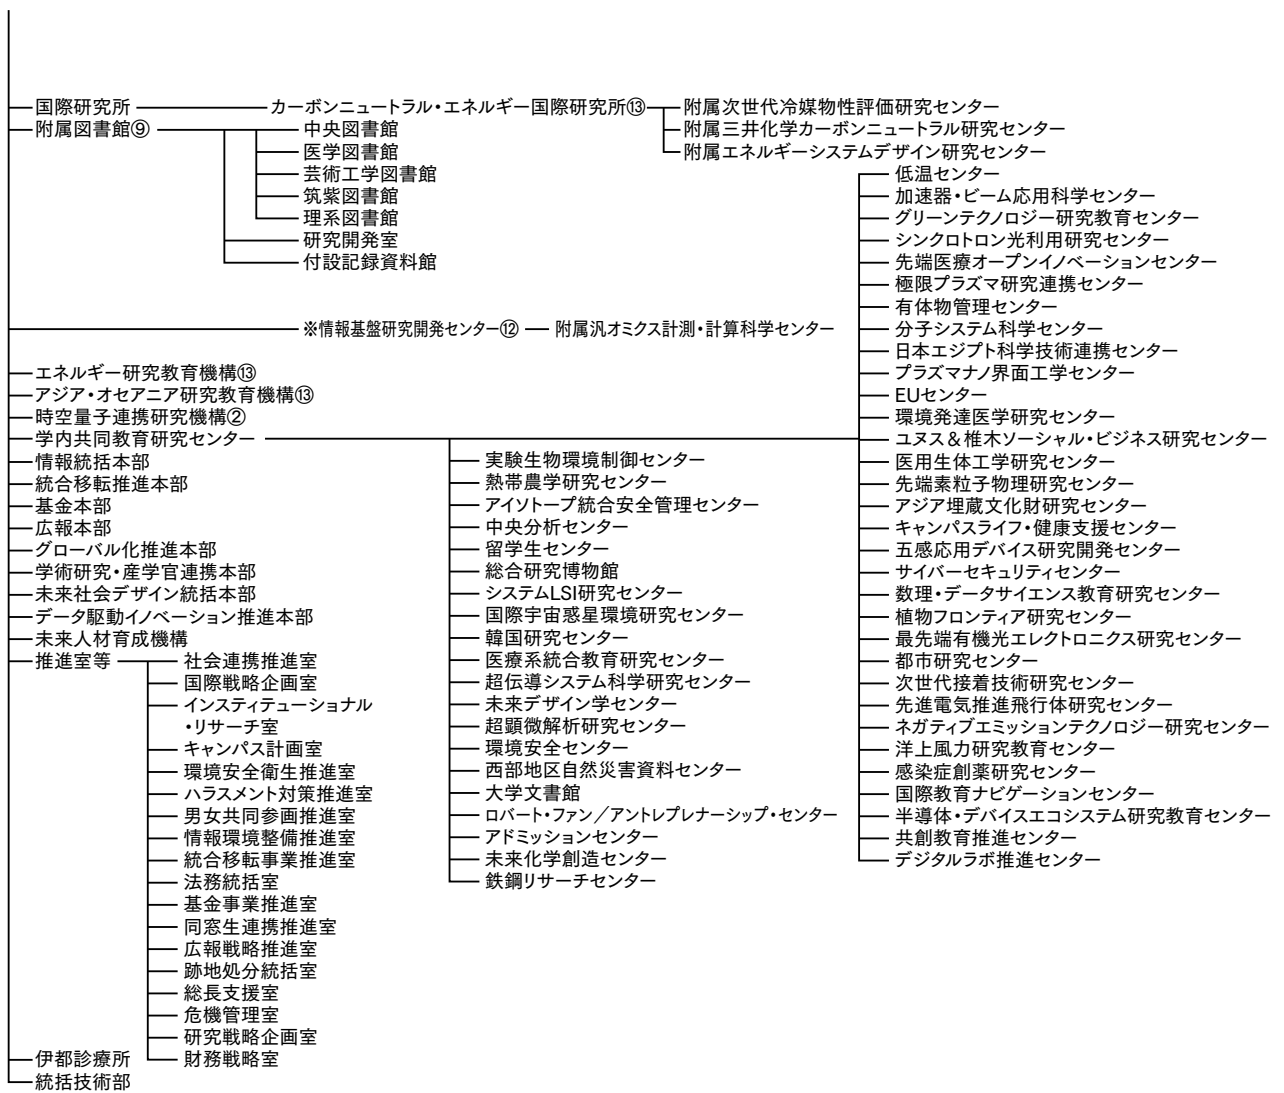 国際研究所
カーボンニュートラル・エネルギー国際研究所⑬
附属次世代冷媒物性評価研究センター
附属三井化学カーボンニュートラル研究センター
附属エネルギーシステムデザイン研究センター
附属図書館⑨
中央図書館
医学図書館
芸術工学図書館
筑紫図書館
理系図書館
研究開発室
付設記録資料館
※情報基盤研究開発センター⑫
附属汎オミクス計測・計算科学センター
エネルギー研究教育機構⑬
アジア・オセアニア研究教育機構⑬
時空量子連携研究機構②
学内共同教育研究センター
実験生物環境制御センター
熱帯農学研究センター
アイソトープ統合安全管理センター
中央分析センター
留学生センター
総合研究博物館
システムLSI研究センター
国際宇宙惑星環境研究センター
韓国研究センター
医療系統合教育研究センター
超伝導システム科学研究センター
未来デザイン学センター
超顕微解析研究センター
環境安全センター
西部地区自然災害資料センター
大学文書館
ロバート・ファン／アントレプレナーシップ・センター
アドミッションセンター
未来化学創造センター
鉄鋼リサーチセンター
低温センター
加速器・ビーム応用科学センター
グリーンテクノロジー研究教育センター
シンクロトロン光利用研究センター
先端医療オープンイノベーションセンター
極限プラズマ研究連携センター
有体物管理センター
分子システム科学センター
日本エジプト科学技術連携センター
プラズマナノ界面工学センター
EUセンター
環境発達医学研究センター
ユヌス＆椎木ソーシャル・ビジネス研究センター
医用生体工学研究センター
先端素粒子物理研究センター
アジア埋蔵文化財研究センター
キャンパスライフ・健康支援センター
五感応用デバイス研究開発センター
サイバーセキュリティセンター
数理・データサイエンス教育研究センター
植物フロンティア研究センター
最先端有機光エレクトロニクス研究センター
都市研究センター
次世代接着技術研究センター
先進電気推進飛行体研究センター
ネガティブエミッションテクノロジー研究センター
洋上風力研究教育センター
感染症創薬研究センター
国際教育ナビゲーションセンター
半導体・デバイスエコシステム研究教育センター
共創教育推進センター
デジタルラボ推進センター
情報統括本部
統合移転推進本部
基金本部
広報本部
グローバル化推進本部
学術研究・産学官連携本部
未来社会デザイン統括本部
データ駆動イノベーション推進本部
未来人材育成機構
推進室等
社会連携推進室
国際戦略企画室
インスティテューショナル
・リサーチ室
キャンパス計画室
環境安全衛生推進室
ハラスメント対策推進室
男女共同参画推進室
情報環境整備推進室
統合移転事業推進室
法務統括室
基金事業推進室
同窓生連携推進室
広報戦略推進室
跡地処分統括室
総長支援室
危機管理室
研究戦略企画室
財務戦略室
伊都診療所
統括技術部